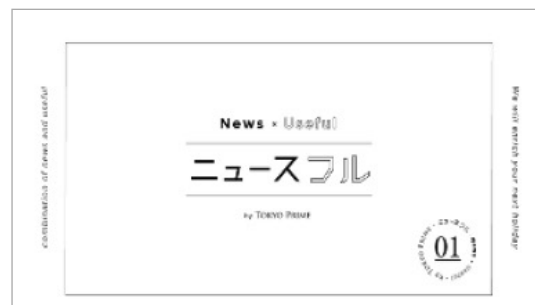 News × Useful
ニュースフル
by TOKYO PRIME
combination of news and useful
We will enrich your next holiday
01